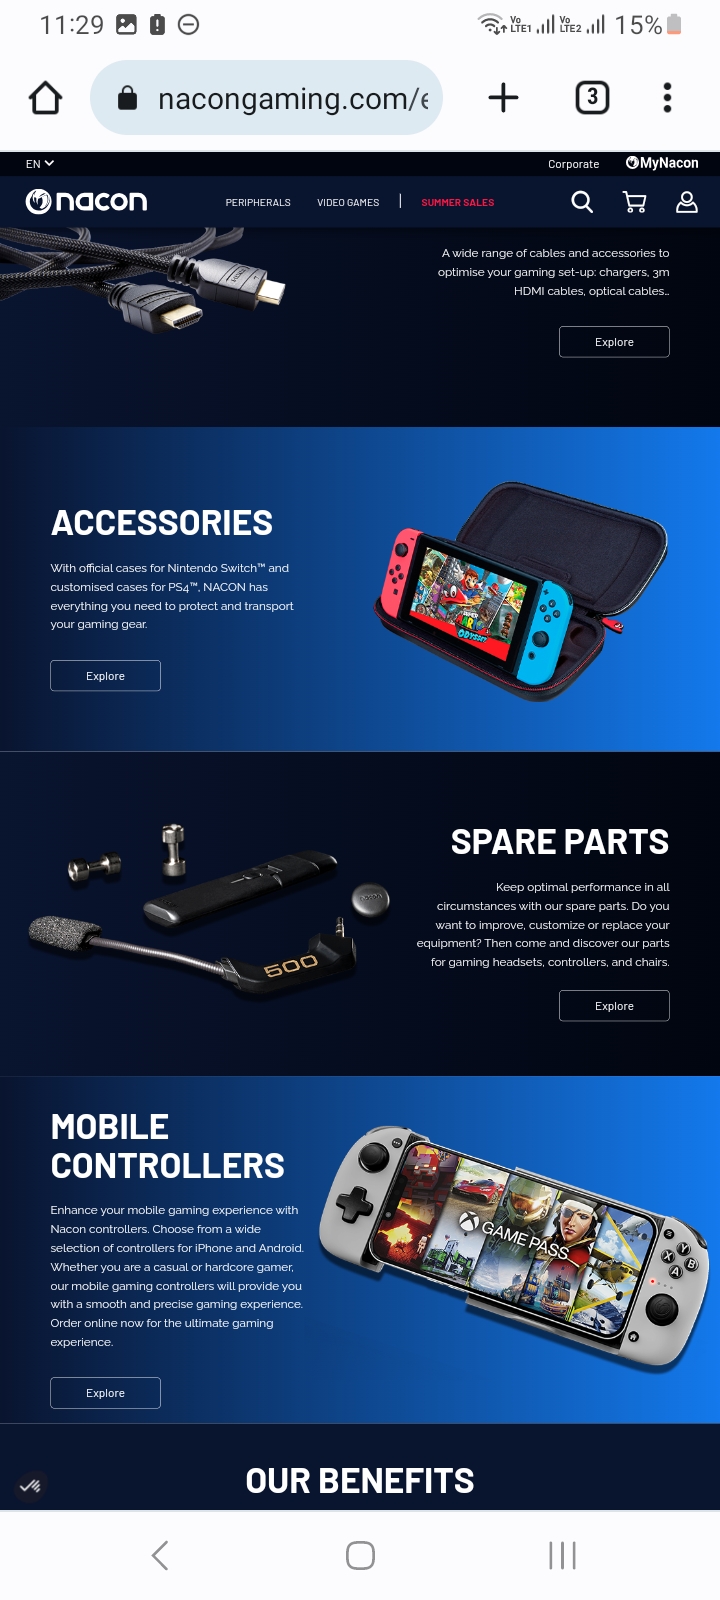 11:29
Vo LTE1 Vo LTE2 15%
nacongaming.com/e
3
EN
Corporate MyNacon
nacon PERIPHERALS VIDEO GAMES | SUMMER SALES
HDMI
A wide range of cables and accessories to
optimise your gaming set-up: chargers, 3m
HDMI cables, optical cables…
Explore
ACCESSORIES
With official cases for Nintendo Switch™ and
customised cases for PS4™, NACON has
everything you need to protect and transport
your gaming gear.
Explore
SUPER
MARIO
ODYSSEY
SPARE PARTS
Keep optimal performance in all
circumstances with our spare parts. Do you
want to improve, customize or replace your
equipment? Then come and discover our parts
for gaming headsets, controllers, and chairs.
Explore
nacon
500
MOBILE
CONTROLLERS
Enhance your mobile gaming experience with
Nacon controllers. Choose from a wide
selection of controllers for iPhone and Android.
Whether you are a casual or hardcore gamer,
our mobile gaming controllers will provide you
with a smooth and precise gaming experience.
Order online now for the ultimate gaming
experience.
Explore
GAME PASS
Y
X B
A
OUR BENEFITS